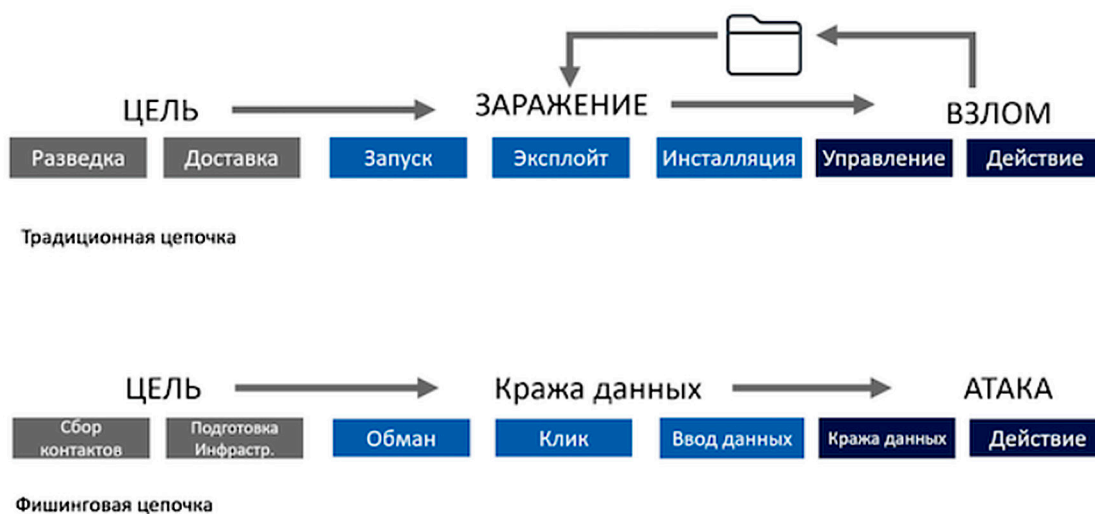 ЦЕЛЬ ЗАРАЖЕНИЕ ВЗЛОМ
Разведка Доставка Запуск Эксплойт Инсталляция Управление Действие
Традиционная цепочка
ЦЕЛЬ Кража данных АТАКА
Сбор контактов Подготовка Инфрастр. Обман Клик Ввод данных Кража данных Действие
Фишинговая цепочка